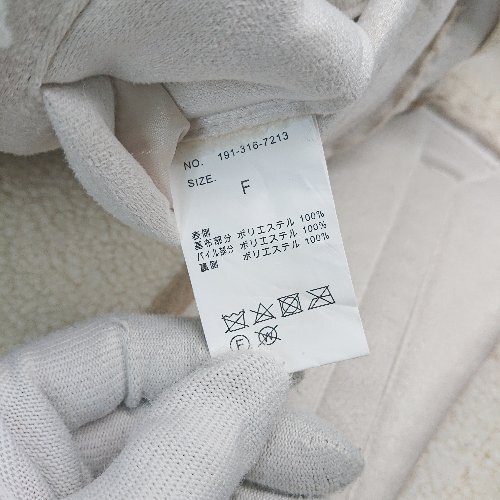 NO. 191-316-7213
SIZE. F
表側
基布部分 ポリエステル 100%
パイル部分 ポリエステル 100%
裏側 ポリエステル 100%
F W